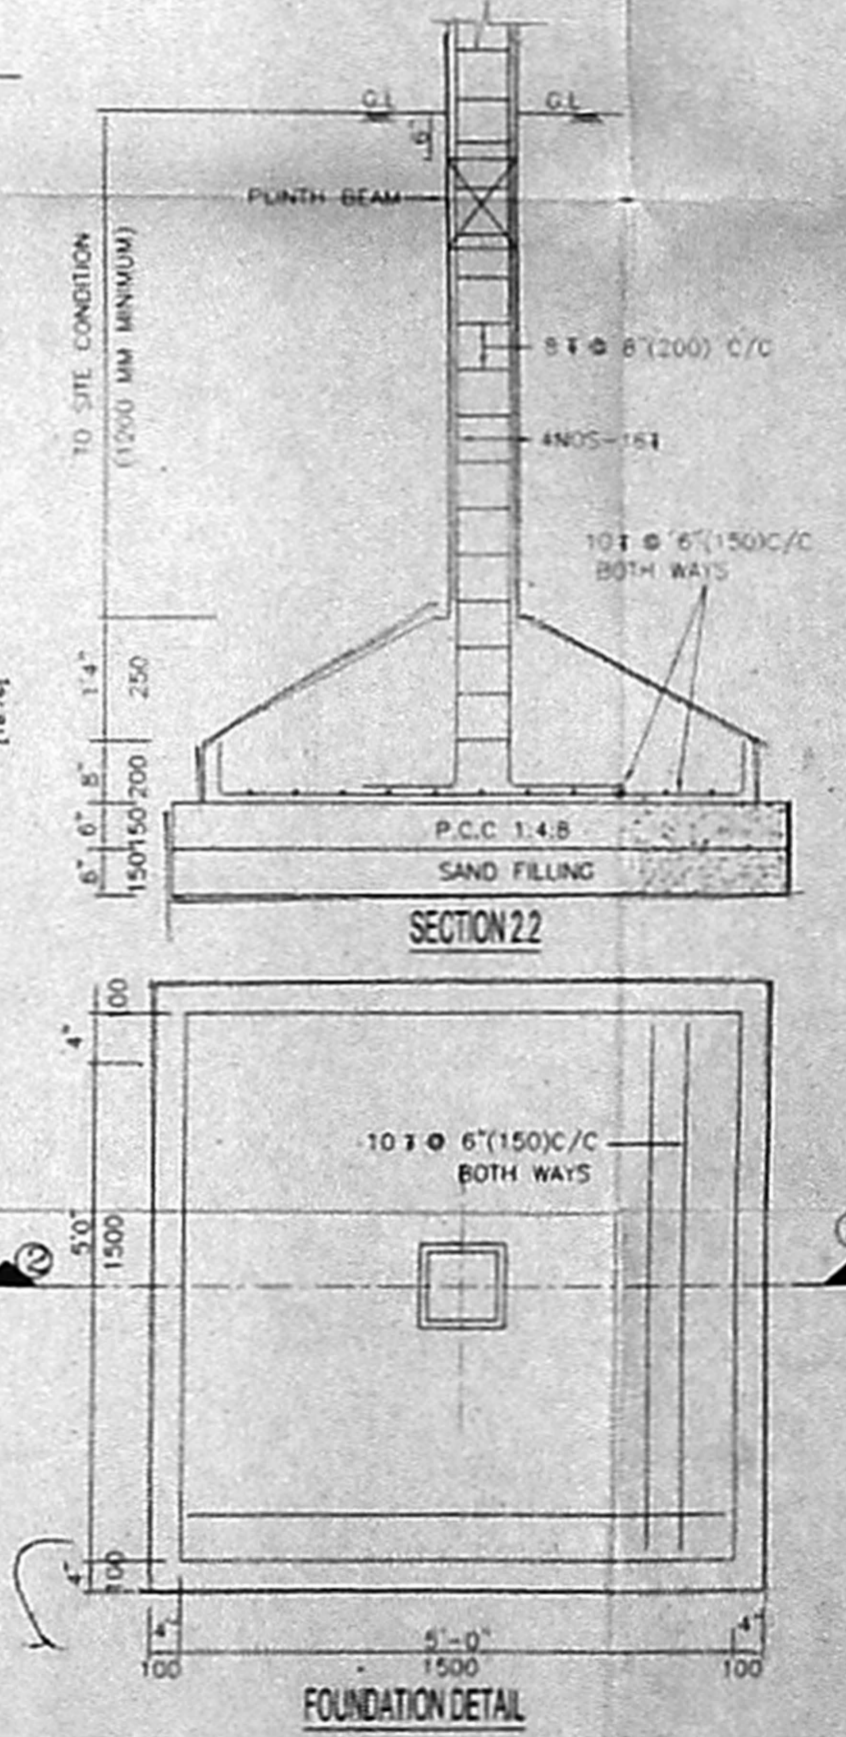 G.L
G.L
6"
PLINTH BEAM
TO SITE CONDITION
(1200 MM MINIMUM)
8 @ 8"(200) C/C
4NOS-16
10 @ 6"(150)C/C
BOTH WAYS
1'4"
250
8"
200
6"
150
6"
150
P.C.C 1:4:8
SAND FILLING
SECTION 2.2
4"
100
10 @ 6"(150)C/C
BOTH WAYS
5'0"
1500
2
4"
100
4"
5'-0"
4"
100
1500
100
FOUNDATION DETAIL